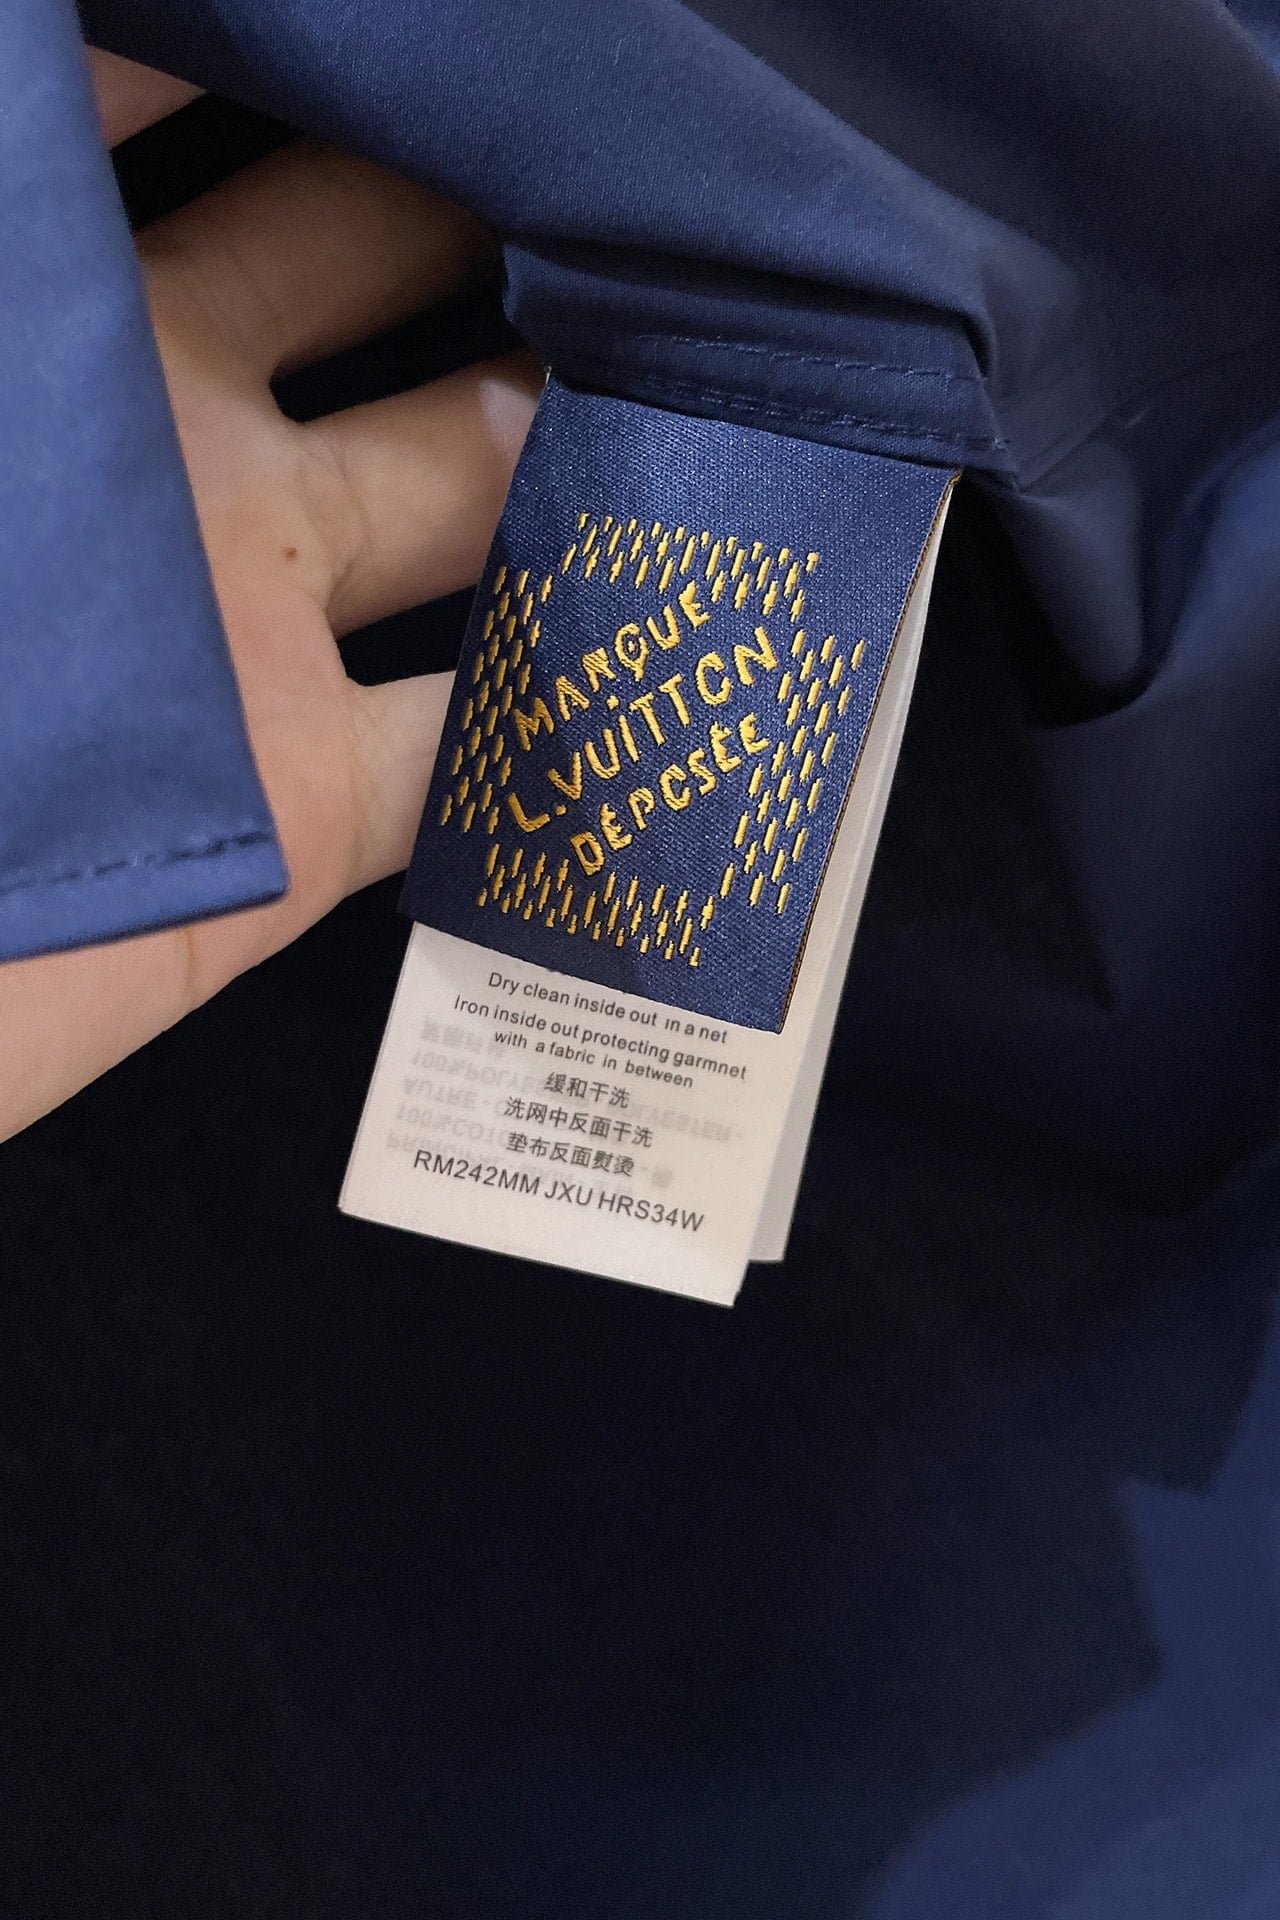 MARQUE
L.VUITTON
DÉPOSÉE
Dry clean inside out in a net
Iron inside out protecting garmnet
with a fabric in between
缓和干洗
洗网中反面干洗
垫布反面熨烫
RM242MM JXU HRS34W